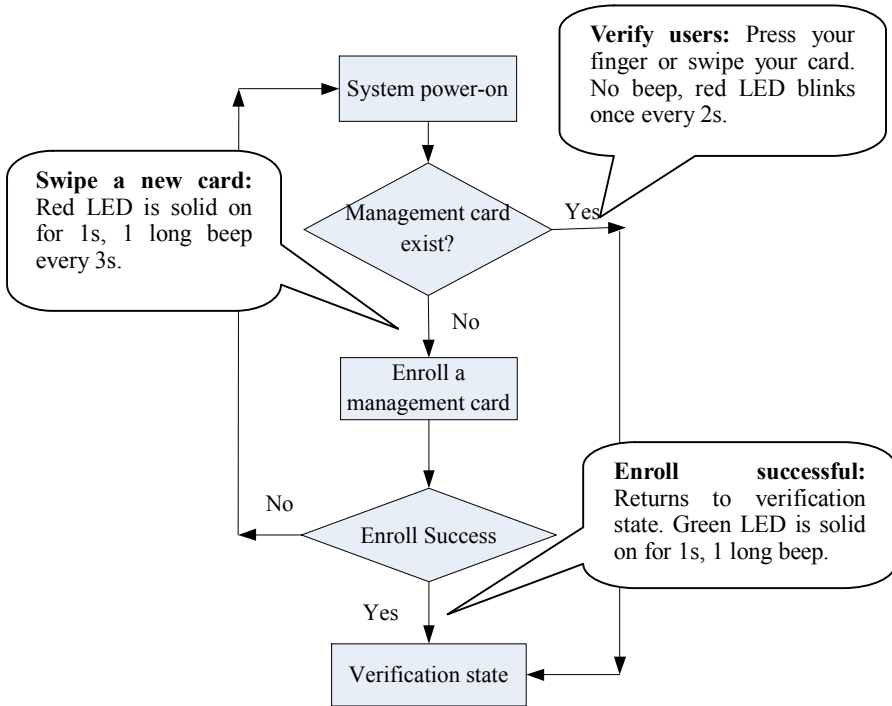 Verify users: Press your
finger or swipe your card.
No beep, red LED blinks
once every 2s.
System power-on
Swipe a new card:
Red LED is solid on
for 1s, 1 long beep
every 3s.
Management card
exist?
Yes
No
Enroll a
management card
Enroll successful:
Returns to verification
state. Green LED is solid
on for 1s, 1 long beep.
No
Enroll Success
Yes
Verification state